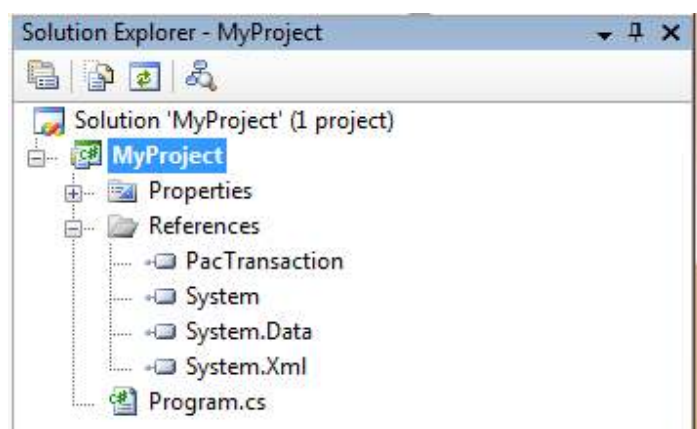 Solution Explorer - MyProject
Solution 'MyProject' (1 project)
MyProject
Properties
References
PacTransaction
System
System.Data
System.Xml
Program.cs